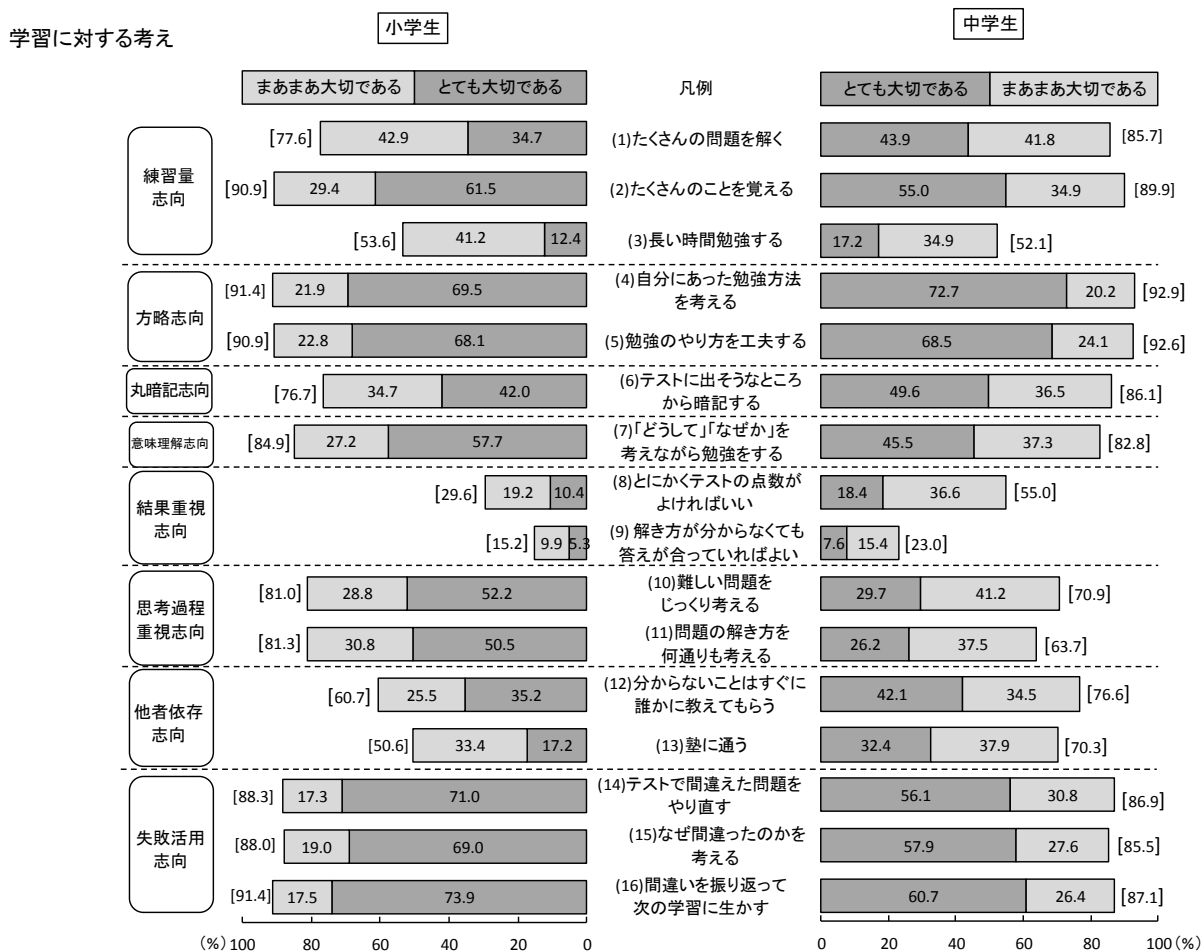 学習に対する考え
小学生
中学生
まあまあ大切である とても大切である 凡例 とても大切である まあまあ大切である
練習量
志向
[77.6] 42.9 34.7 (1)たくさんの問題を解く 43.9 41.8 [85.7]
[90.9] 29.4 61.5 (2)たくさんのことを覚える 55.0 34.9 [89.9]
[53.6] 41.2 12.4 (3)長い時間勉強する 17.2 34.9 [52.1]
方略志向
[91.4] 21.9 69.5 (4)自分にあった勉強方法
を考える 72.7 20.2 [92.9]
[90.9] 22.8 68.1 (5)勉強のやり方を工夫する 68.5 24.1 [92.6]
丸暗記志向
[76.7] 34.7 42.0 (6)テストに出そうなところ
から暗記する 49.6 36.5 [86.1]
意味理解志向
[84.9] 27.2 57.7 (7)「どうして」「なぜか」を
考えながら勉強をする 45.5 37.3 [82.8]
結果重視
志向
[29.6] 19.2 10.4 (8)とにかくテストの点数が
よければいい 18.4 36.6 [55.0]
[15.2] 9.9 5.3 (9)解き方が分からなくても
答えが合っていればよい 7.6 15.4 [23.0]
思考過程
重視志向
[81.0] 28.8 52.2 (10)難しい問題を
じっくり考える 29.7 41.2 [70.9]
[81.3] 30.8 50.5 (11)問題の解き方を
何通りも考える 26.2 37.5 [63.7]
他者依存
志向
[60.7] 25.5 35.2 (12)分からないことはすぐに
誰かに教えてもらう 42.1 34.5 [76.6]
[50.6] 33.4 17.2 (13)塾に通う 32.4 37.9 [70.3]
失敗活用
志向
[88.3] 17.3 71.0 (14)テストで間違えた問題を
やり直す 56.1 30.8 [86.9]
[88.0] 19.0 69.0 (15)なぜ間違ったのかを
考える 57.9 27.6 [85.5]
[91.4] 17.5 73.9 (16)間違いを振り返って
次の学習に生かす 60.7 26.4 [87.1]
(%) 100 80 60 40 20 0 0 20 40 60 80 100 (%)